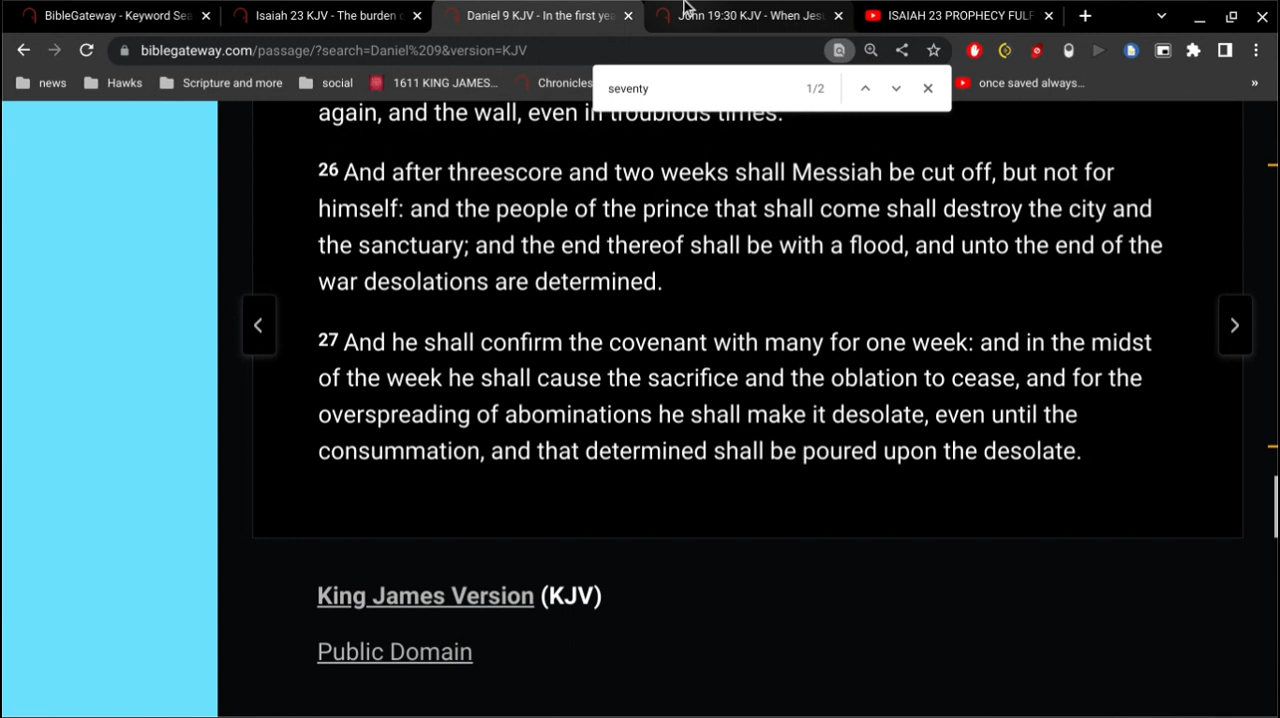 BibleGateway - Keyword Sea
Isaiah 23 KJV - The burden o
Daniel 9 KJV - In the first yea
John 19:30 KJV - When Jesu
ISAIAH 23 PROPHECY FULF
biblegateway.com/passage/?search=Daniel%209&version=KJV
news
Hawks
Scripture and more
social
1611 KING JAMES...
Chronicles
once saved always...
»
seventy
1/2
again, and the wall, even in troublous times.
26 And after threescore and two weeks shall Messiah be cut off, but not for
himself: and the people of the prince that shall come shall destroy the city and
the sanctuary; and the end thereof shall be with a flood, and unto the end of the
war desolations are determined.
27 And he shall confirm the covenant with many for one week: and in the midst
of the week he shall cause the sacrifice and the oblation to cease, and for the
overspreading of abominations he shall make it desolate, even until the
consummation, and that determined shall be poured upon the desolate.
King James Version (KJV)
Public Domain